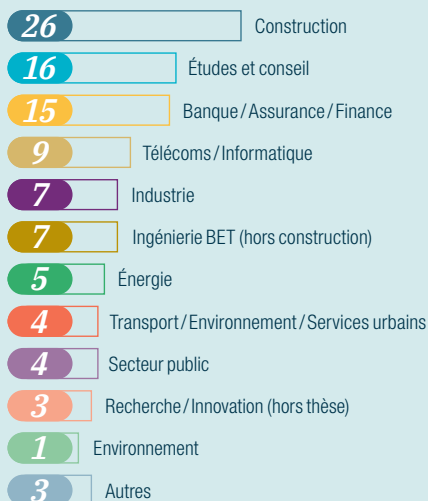 26 Construction
16 Études et conseil
15 Banque/Assurance/Finance
9 Télécoms/Informatique
7 Industrie
7 Ingénierie BET (hors construction)
5 Énergie
4 Transport/Environnement/Services urbains
4 Secteur public
3 Recherche/Innovation (hors thèse)
1 Environnement
3 Autres